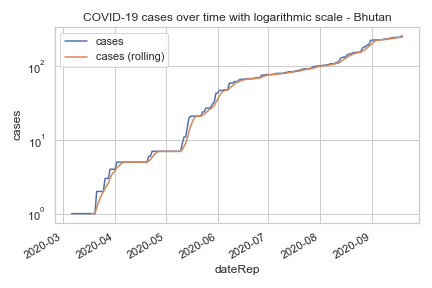 COVID-19 cases over time with logarithmic scale - Bhutan
cases
cases (rolling)
10²
10¹
10⁰
cases
2020-03
2020-04
2020-05
2020-06
2020-07
2020-08
2020-09
dateRep